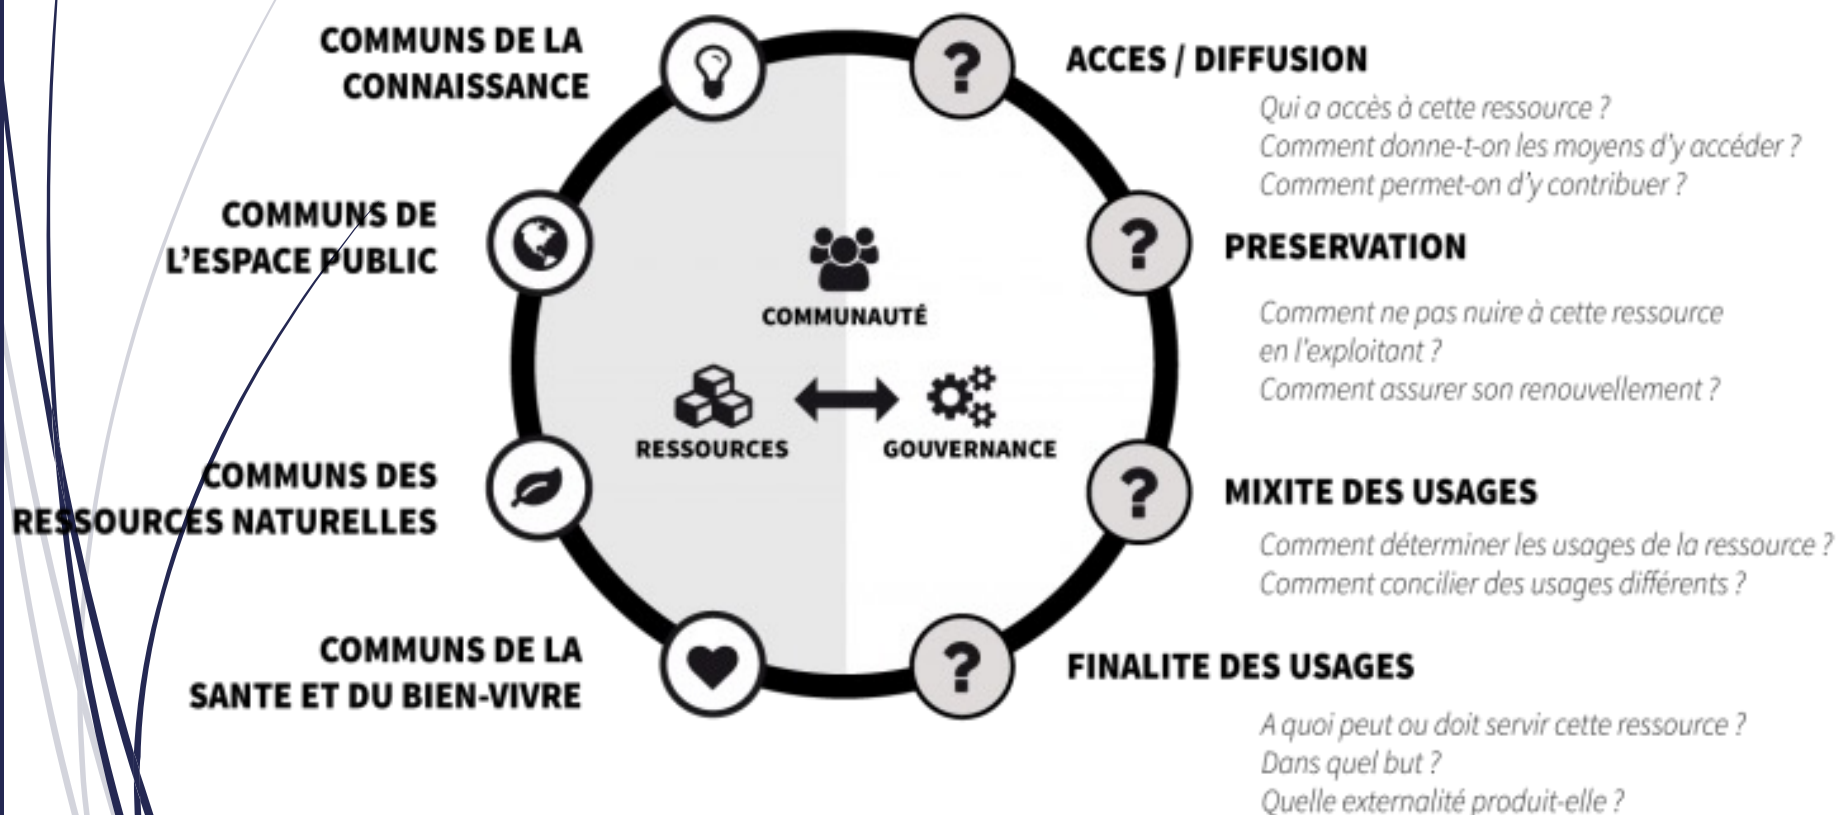 COMMUNS DE LA
CONNAISSANCE
COMMUNS DE
L'ESPACE PUBLIC
COMMUNS DES
RESSOURCES NATURELLES
COMMUNS DE LA
SANTE ET DU BIEN-VIVRE
COMMUNAUTÉ
RESSOURCES
GOUVERNANCE
?
ACCES / DIFFUSION
Qui a accès à cette ressource ?
Comment donne-t-on les moyens d'y accéder ?
Comment permet-on d'y contribuer ?
?
PRESERVATION
Comment ne pas nuire à cette ressource
en l'exploitant ?
Comment assurer son renouvellement ?
?
MIXITE DES USAGES
Comment déterminer les usages de la ressource ?
Comment concilier des usages différents ?
?
FINALITE DES USAGES
A quoi peut ou doit servir cette ressource ?
Dans quel but ?
Quelle externalité produit-elle ?